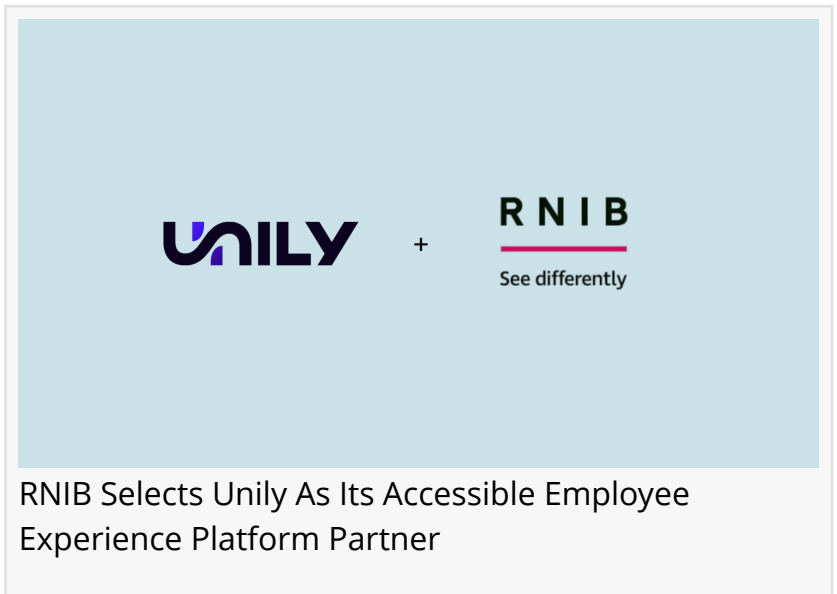 UNILY
+
RNIB
See differently
RNIB Selects Unily As Its Accessible Employee
Experience Platform Partner